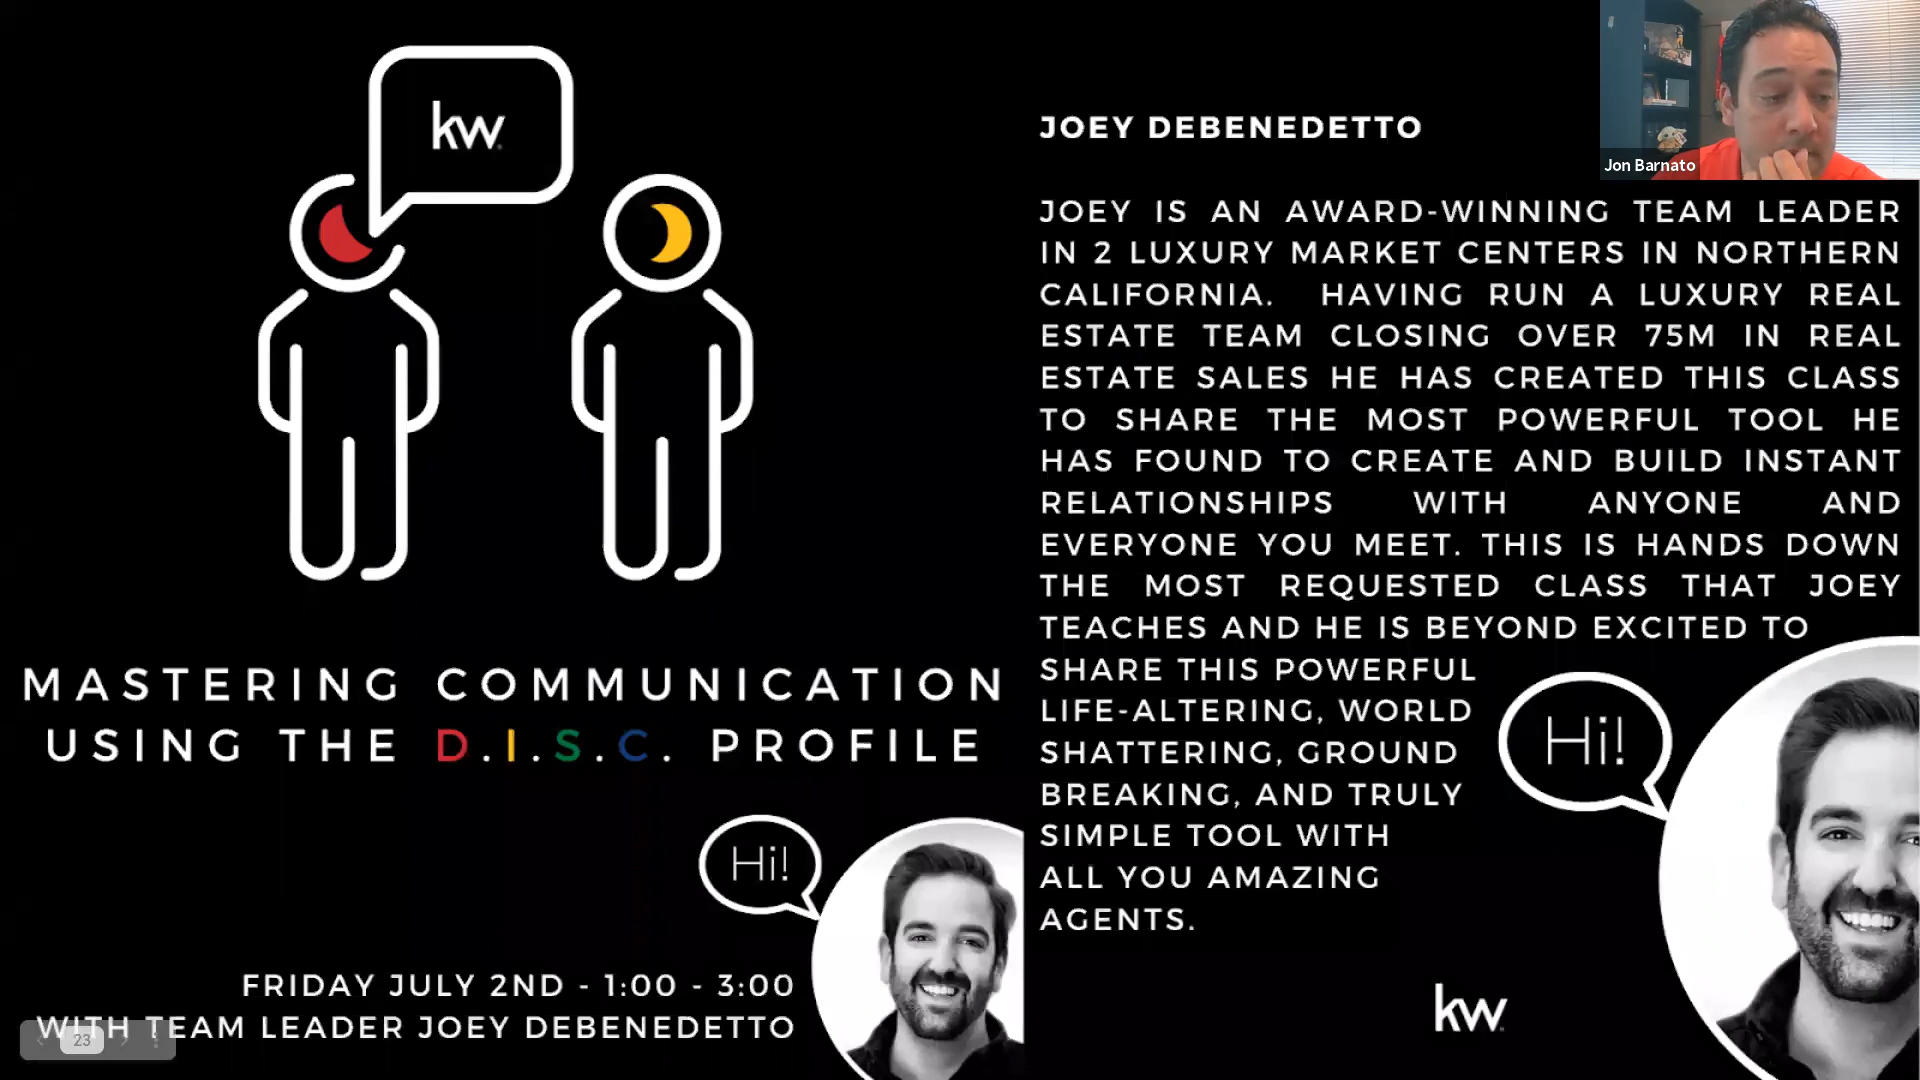 kw
MASTERING COMMUNICATION
USING THE D.I.S.C. PROFILE
Hi!
FRIDAY JULY 2ND - 1:00 - 3:00
WITH TEAM LEADER JOEY DEBENEDETTO
23
JOEY DEBENEDETTO
JOEY IS AN AWARD-WINNING TEAM LEADER
IN 2 LUXURY MARKET CENTERS IN NORTHERN
CALIFORNIA. HAVING RUN A LUXURY REAL
ESTATE TEAM CLOSING OVER 75M IN REAL
ESTATE SALES HE HAS CREATED THIS CLASS
TO SHARE THE MOST POWERFUL TOOL HE
HAS FOUND TO CREATE AND BUILD INSTANT
RELATIONSHIPS WITH ANYONE AND
EVERYONE YOU MEET. THIS IS HANDS DOWN
THE MOST REQUESTED CLASS THAT JOEY
TEACHES AND HE IS BEYOND EXCITED TO
SHARE THIS POWERFUL
LIFE-ALTERING, WORLD
SHATTERING, GROUND
BREAKING, AND TRULY
SIMPLE TOOL WITH
ALL YOU AMAZING
AGENTS.
Hi!
kw
Jon Barnato